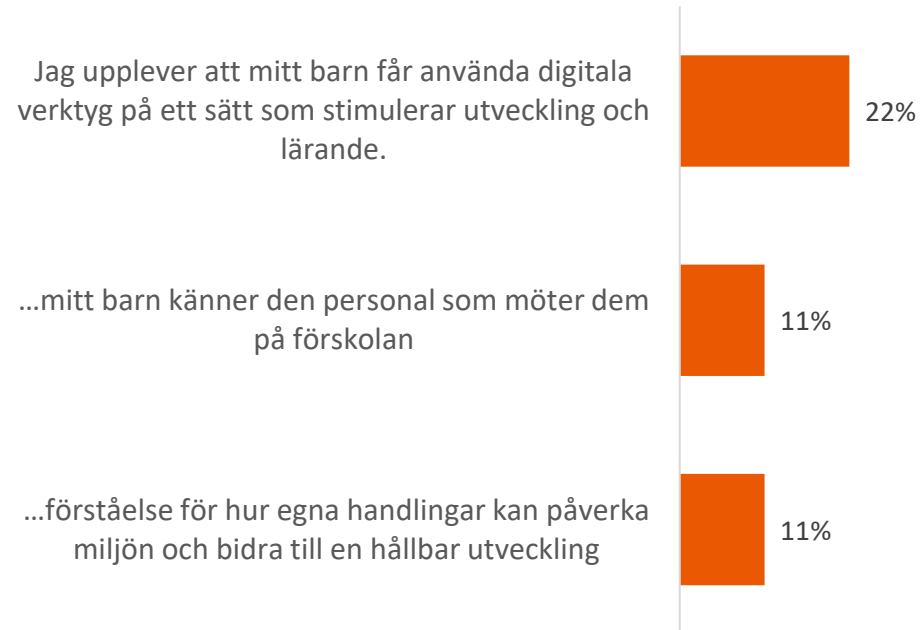 Jag upplever att mitt barn får använda digitala
verktyg på ett sätt som stimulerar utveckling och
lärande.
22%
...mitt barn känner den personal som möter dem
på förskolan
11%
...förståelse för hur egna handlingar kan påverka
miljön och bidra till en hållbar utveckling
11%